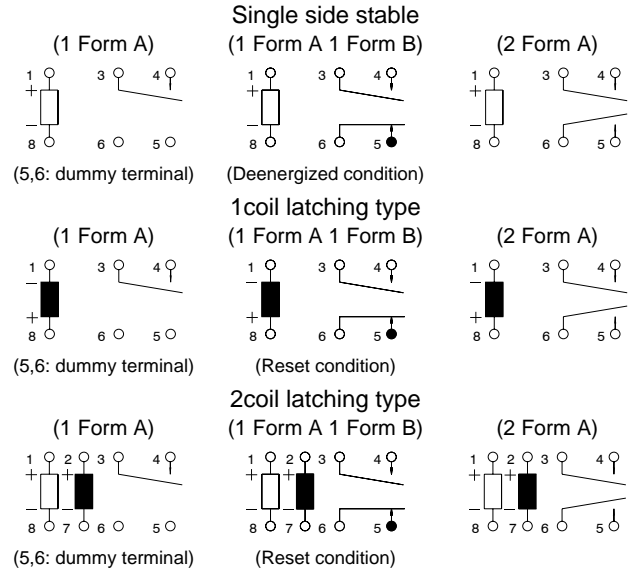 Single side stable
(1 Form A) (1 Form A 1 Form B) (2 Form A)
1 3 4 1 3 4 1 3 4
+ + +
– – –
8 6 5 8 6 5 8 6 5
(5,6: dummy terminal) (Deenergized condition)
1coil latching type
(1 Form A) (1 Form A 1 Form B) (2 Form A)
1 3 4 1 3 4 1 3 4
– – –
+ + +
8 6 5 8 6 5 8 6 5
(5,6: dummy terminal) (Reset condition)
2coil latching type
(1 Form A) (1 Form A 1 Form B) (2 Form A)
1 2 3 4 1 2 3 4 1 2 3 4
+ + + + + +
– – – – – –
8 7 6 5 8 7 6 5 8 7 6 5
(5,6: dummy terminal) (Reset condition)